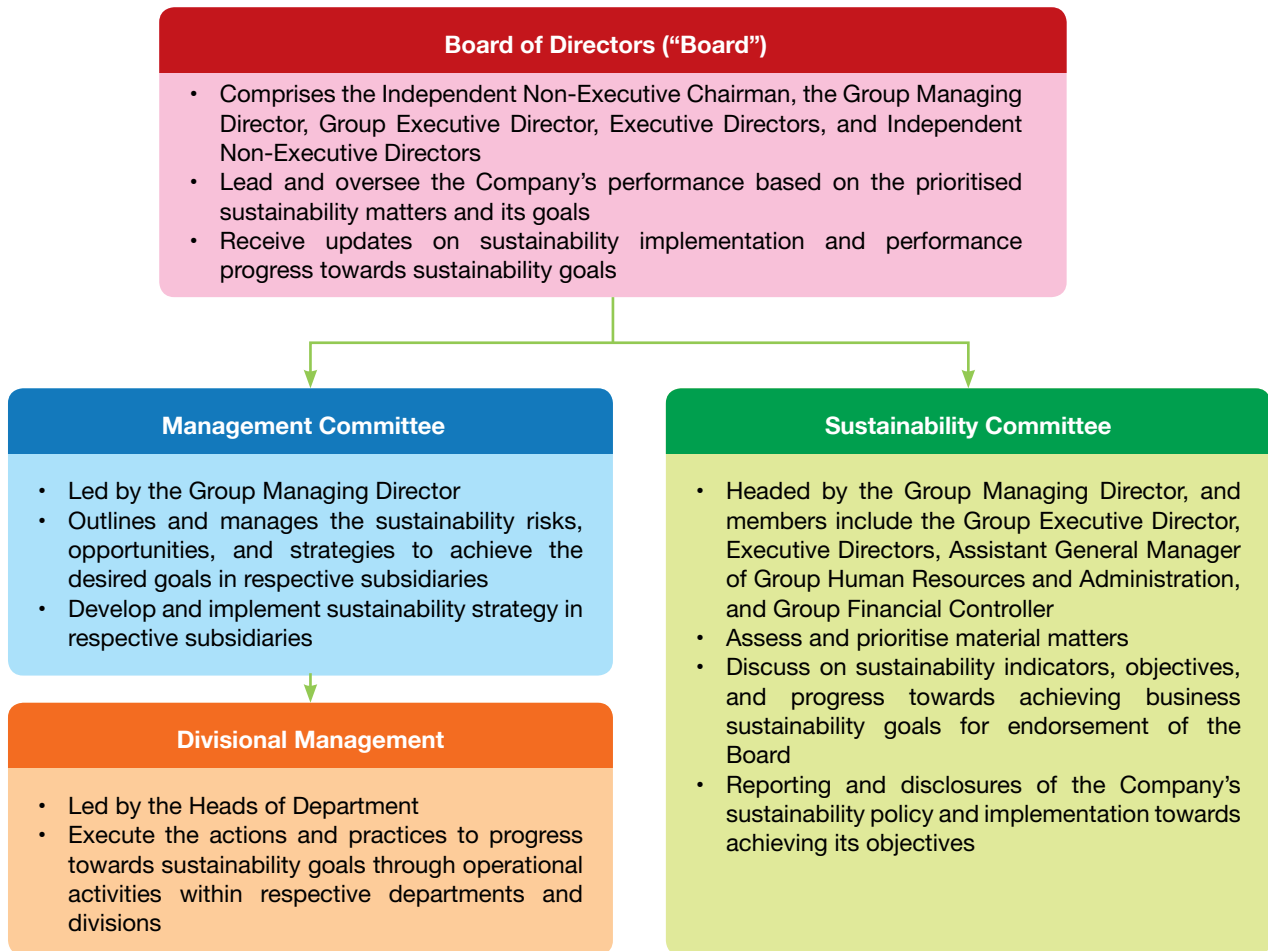 Board of Directors (“Board”)
• Comprises the Independent Non-Executive Chairman, the Group Managing
Director, Group Executive Director, Executive Directors, and Independent
Non-Executive Directors
• Lead and oversee the Company’s performance based on the prioritised
sustainability matters and its goals
• Receive updates on sustainability implementation and performance
progress towards sustainability goals
Management Committee
• Led by the Group Managing Director
• Outlines and manages the sustainability risks,
opportunities, and strategies to achieve the
desired goals in respective subsidiaries
• Develop and implement sustainability strategy in
respective subsidiaries
Divisional Management
• Led by the Heads of Department
• Execute the actions and practices to progress
towards sustainability goals through operational
activities within respective departments and
divisions
Sustainability Committee
• Headed by the Group Managing Director, and
members include the Group Executive Director,
Executive Directors, Assistant General Manager
of Group Human Resources and Administration,
and Group Financial Controller
• Assess and prioritise material matters
• Discuss on sustainability indicators, objectives,
and progress towards achieving business
sustainability goals for endorsement of the
Board
• Reporting and disclosures of the Company’s
sustainability policy and implementation towards
achieving its objectives